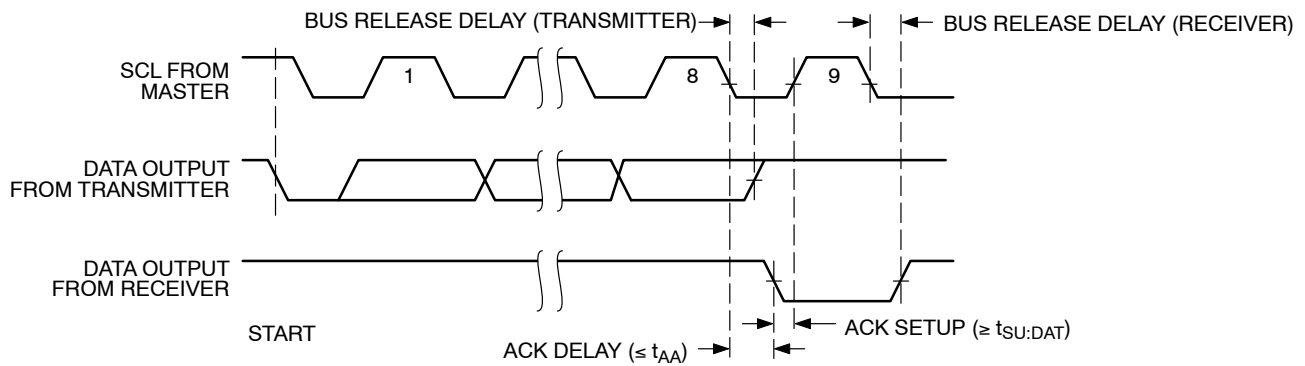 BUS RELEASE DELAY (TRANSMITTER)
BUS RELEASE DELAY (RECEIVER)
SCL FROM
MASTER
1
8
9
DATA OUTPUT
FROM TRANSMITTER
DATA OUTPUT
FROM RECEIVER
START
ACK SETUP (≥ tSU:DAT)
ACK DELAY (≤ tAA)